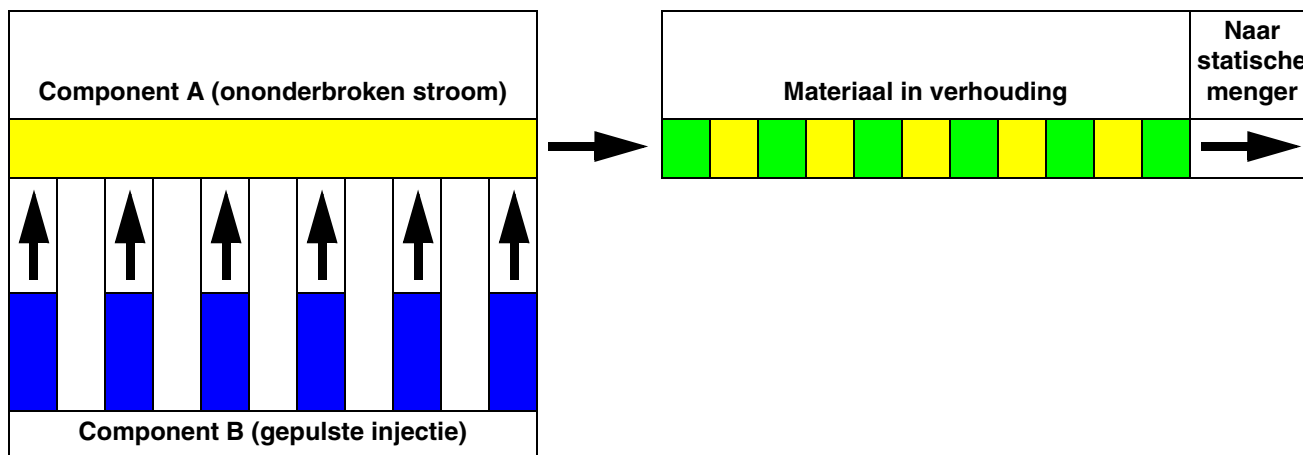 Component A (ononderbroken stroom)
Component B (gepulste injectie)
Materiaal in verhouding
Naar
statische
menger